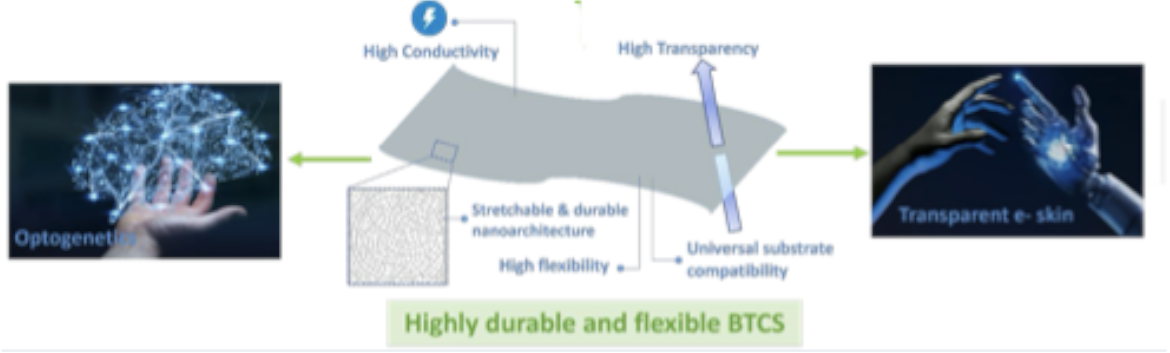 High Conductivity
High Transparency
Optogenetics
Stretchable & durable
nanoarchitecture
High flexibility
Universal substrate
compatibility
Transparent e- skin
Highly durable and flexible BTCS